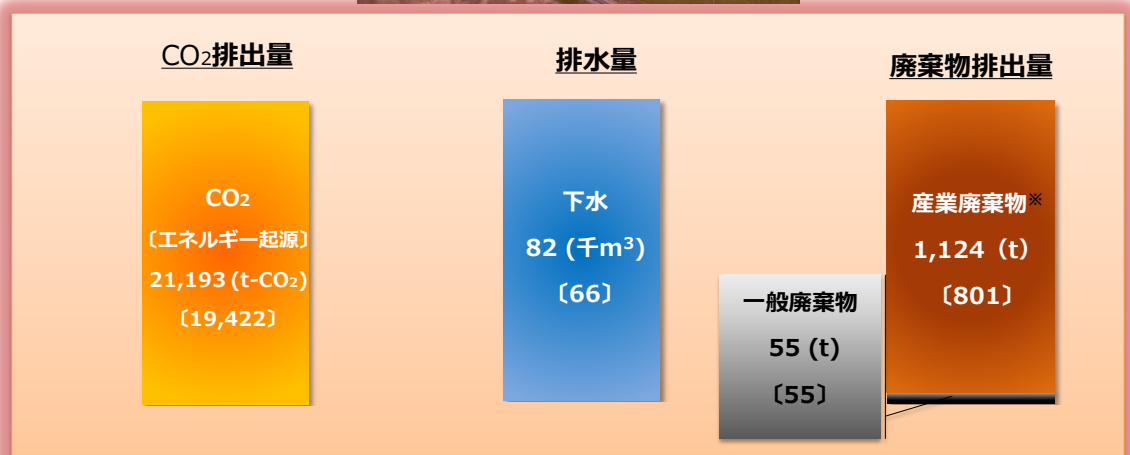 CO2排出量
CO2
〔エネルギー起源〕
21,193 (t-CO2)
〔19,422〕
排水量
下水
82 (千m3)
〔66〕
廃棄物排出量
産業廃棄物※
1,124（t）
〔801〕
一般廃棄物
55 (t)
〔55〕